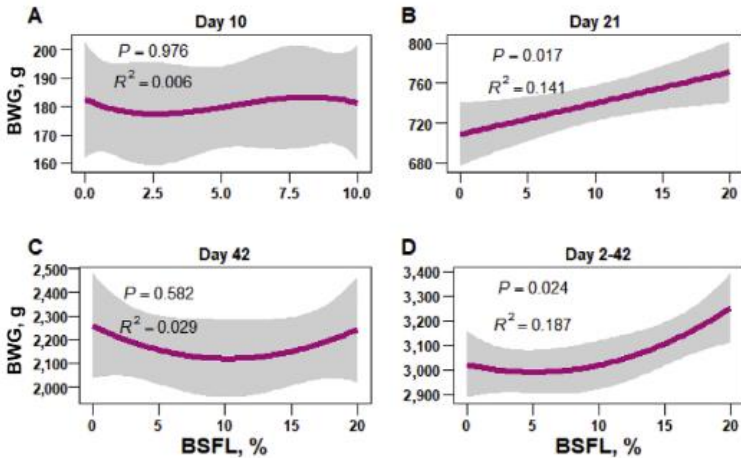 A
Day 10
BWG, g
200
190
180
170
160
P = 0.976
R² = 0.006
0.0 2.5 5.0 7.5 10.0
B
Day 21
800
760
720
680
P = 0.017
R² = 0.141
0 5 10 15 20
C
Day 42
BWG, g
2,500
2,400
2,300
2,200
2,100
2,000
P = 0.582
R² = 0.029
0 5 10 15 20
BSFL, %
D
Day 2-42
3,400
3,300
3,200
3,100
3,000
2,900
P = 0.024
R² = 0.187
0 5 10 15 20
BSFL, %